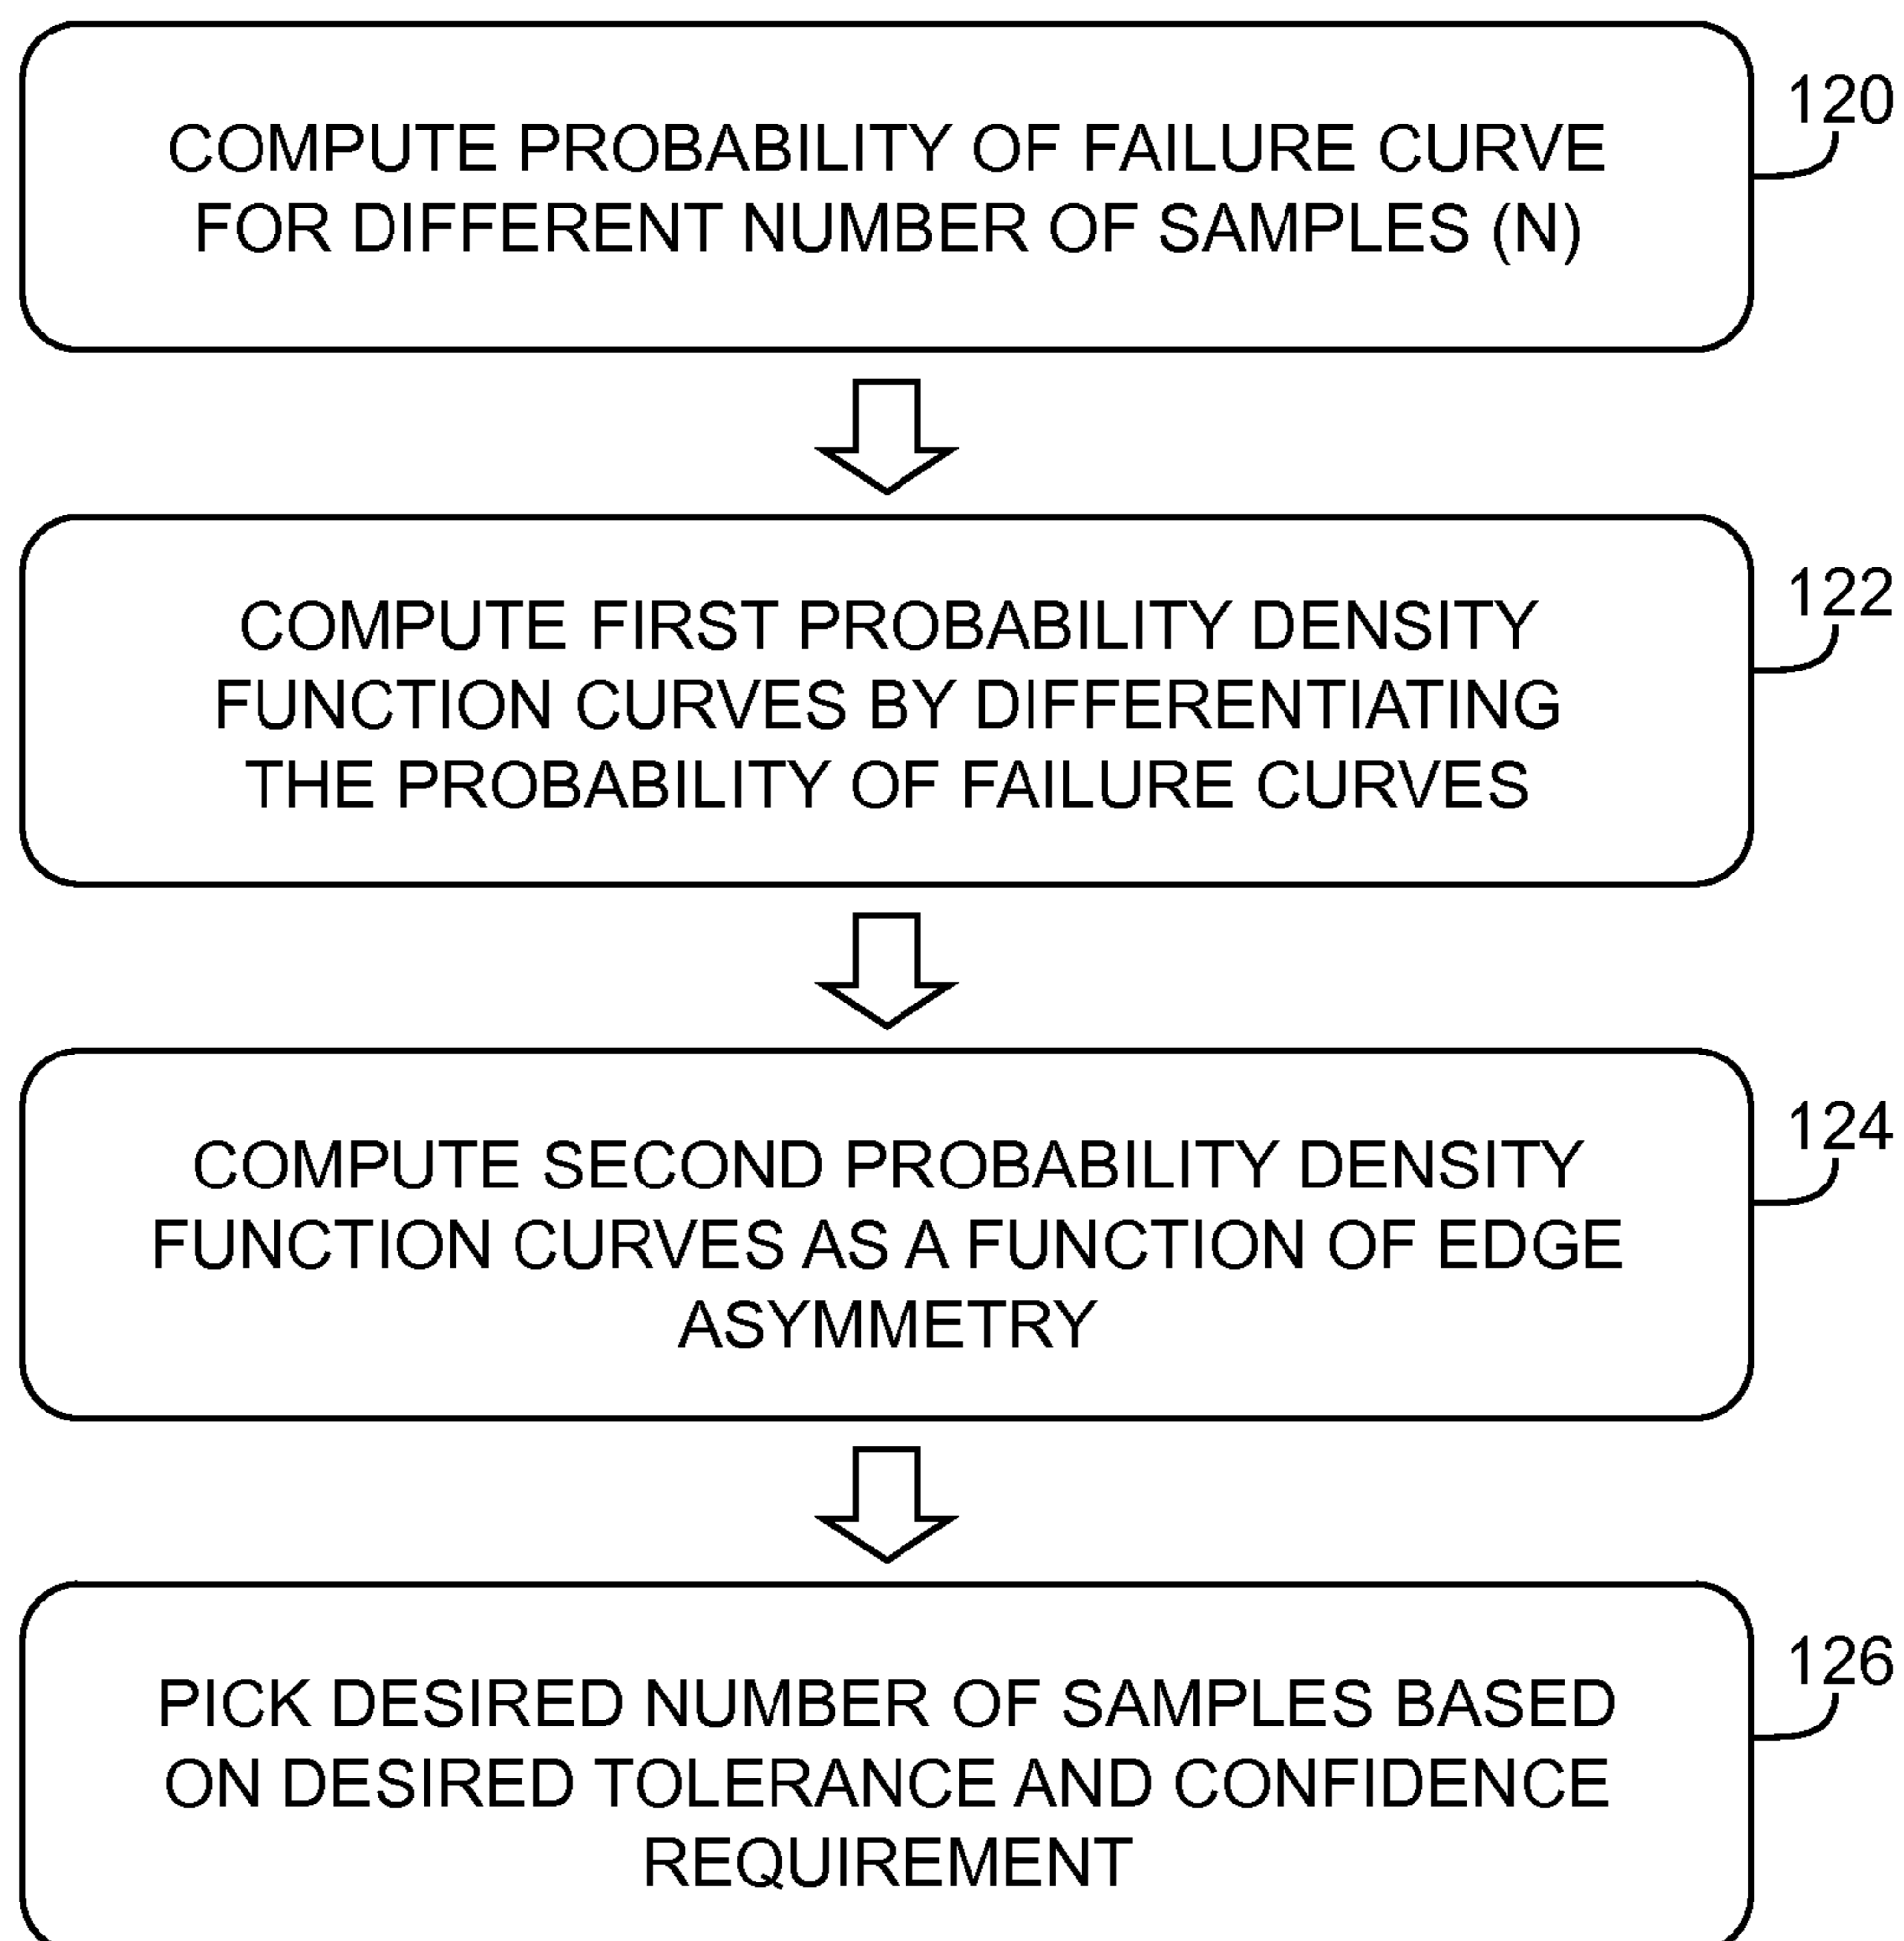 120
COMPUTE PROBABILITY OF FAILURE CURVE
FOR DIFFERENT NUMBER OF SAMPLES (N)
122
COMPUTE FIRST PROBABILITY DENSITY
FUNCTION CURVES BY DIFFERENTIATING
THE PROBABILITY OF FAILURE CURVES
124
COMPUTE SECOND PROBABILITY DENSITY
FUNCTION CURVES AS A FUNCTION OF EDGE
ASYMMETRY
126
PICK DESIRED NUMBER OF SAMPLES BASED
ON DESIRED TOLERANCE AND CONFIDENCE
REQUIREMENT